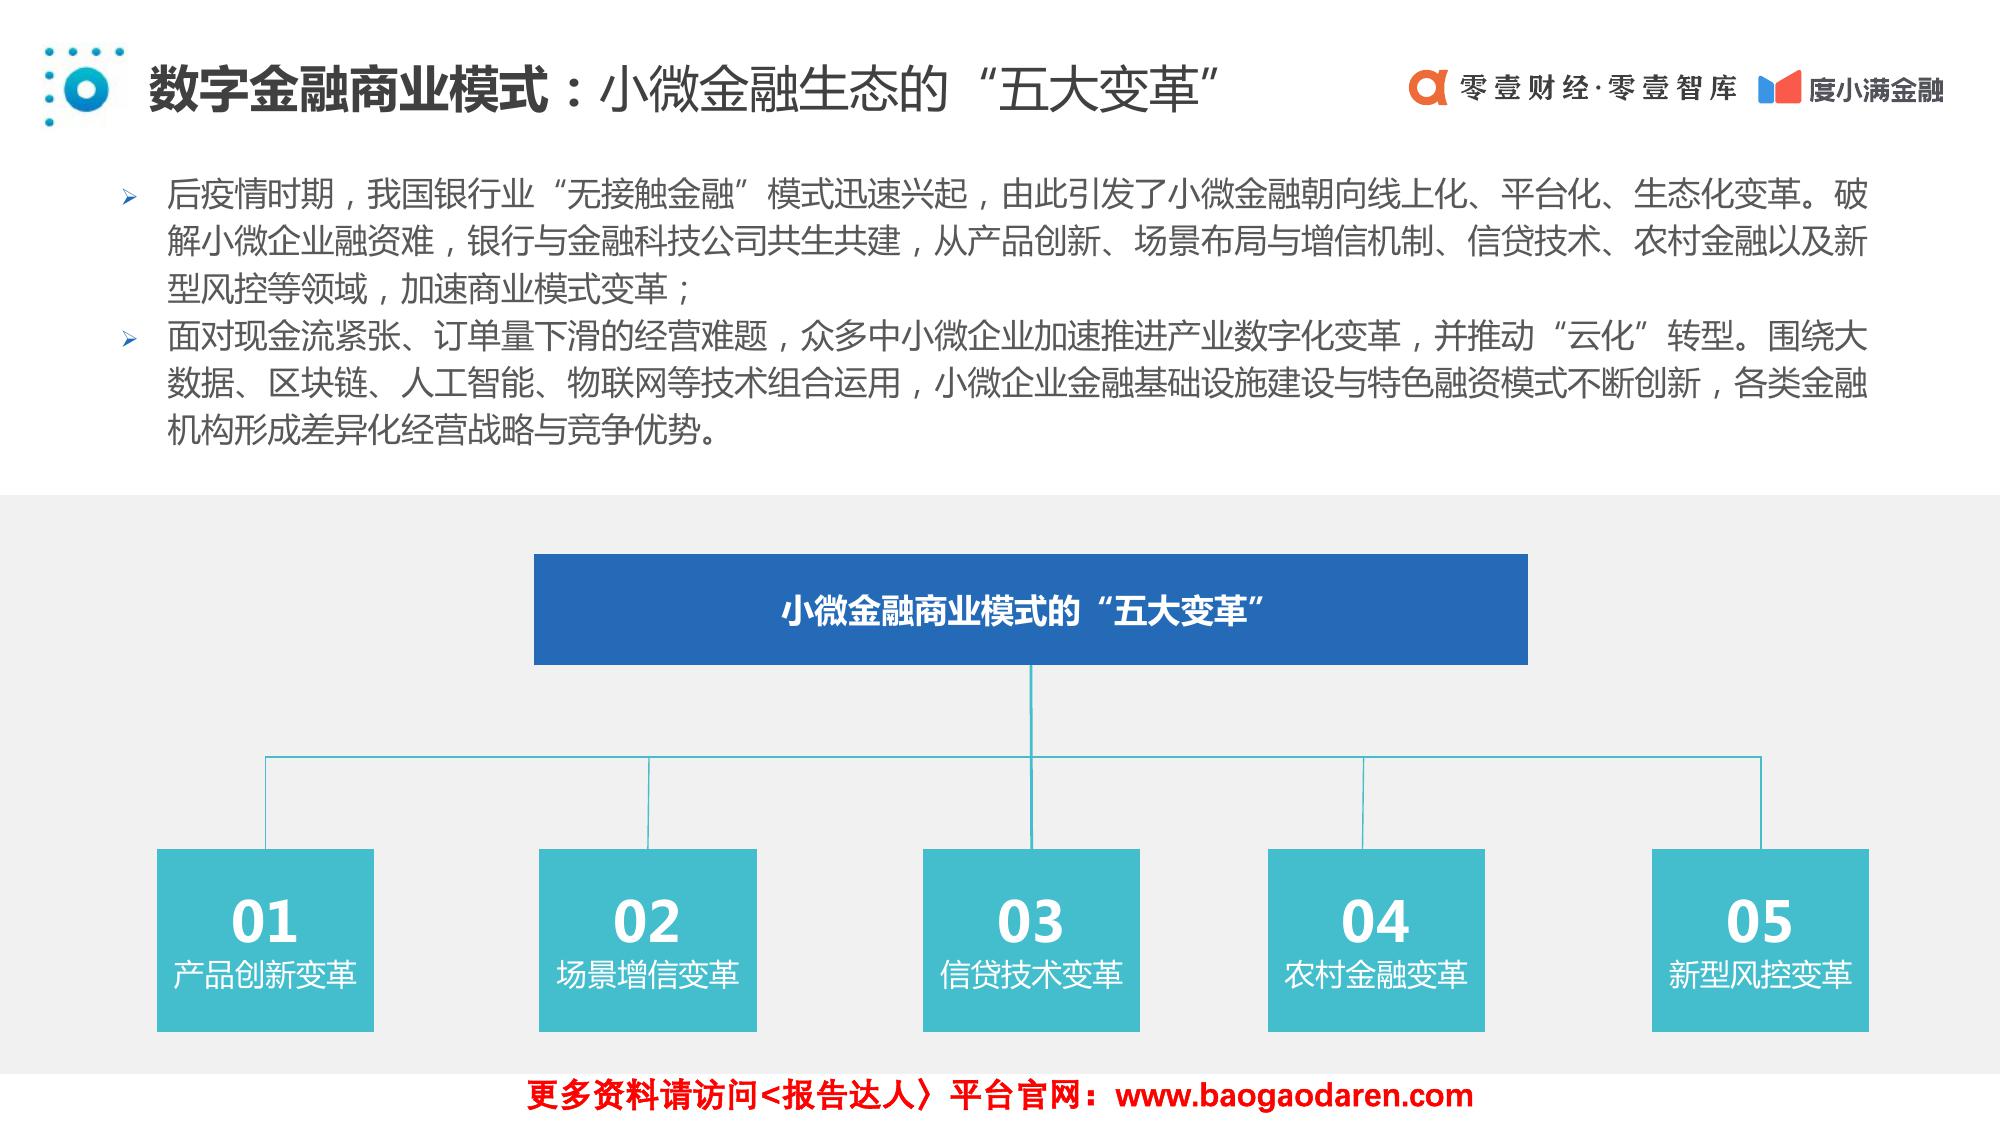 数字金融商业模式：小微金融生态的“五大变革”
零壹财经·零壹智库
度小满金融
后疫情时期，我国银行业“无接触金融”模式迅速兴起，由此引发了小微金融朝向线上化、平台化、生态化变革。破
解小微企业融资难，银行与金融科技公司共生共建，从产品创新、场景布局与增信机制、信贷技术、农村金融以及新
型风控等领域，加速商业模式变革；
面对现金流紧张、订单量下滑的经营难题，众多中小微企业加速推进产业数字化变革，并推动“云化”转型。围绕大
数据、区块链、人工智能、物联网等技术组合运用，小微企业金融基础设施建设与特色融资模式不断创新，各类金融
机构形成差异化经营战略与竞争优势。
小微金融商业模式的“五大变革”
01
产品创新变革
02
场景增信变革
03
信贷技术变革
04
农村金融变革
05
新型风控变革
更多资料请访问<报告达人〉平台官网：www.baogaodaren.com